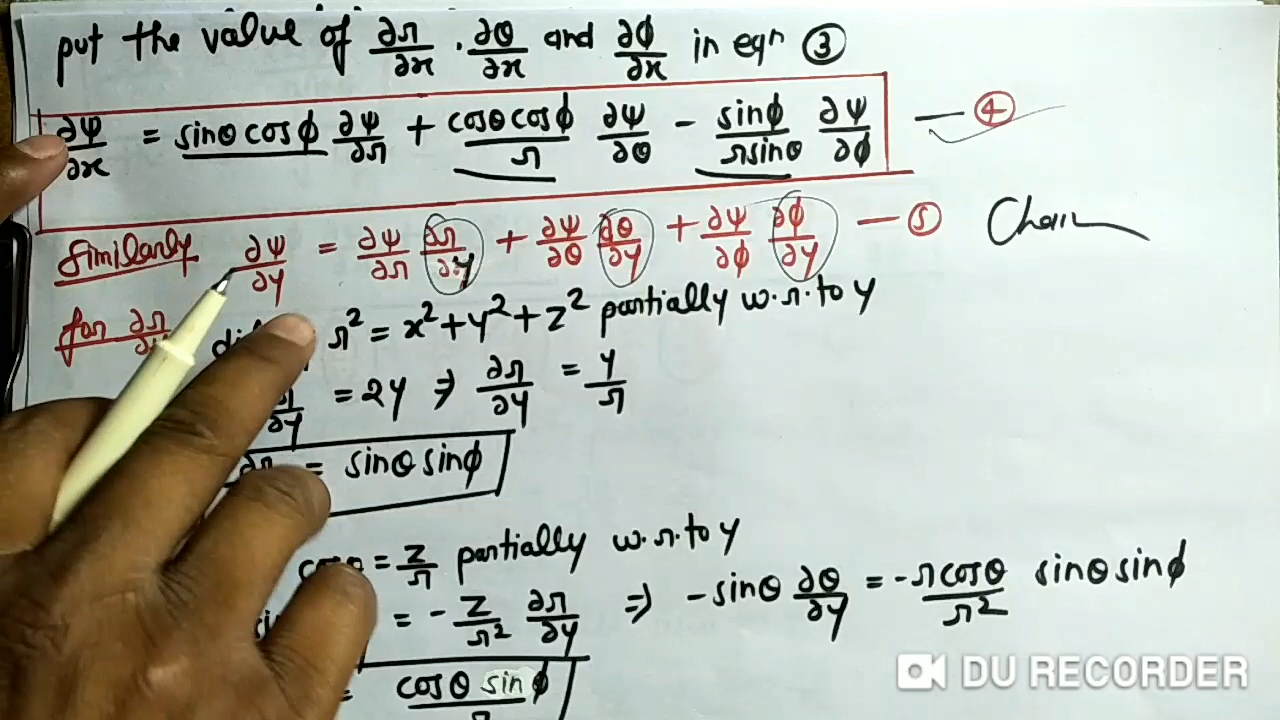 put the value of ∂r/∂x . ∂θ/∂x and ∂ϕ/∂x in eqn ③
∂ψ/∂x = sinθ cosϕ ∂ψ/∂r + cosθ cosϕ/r ∂ψ/∂θ − sinϕ/r sinθ ∂ψ/∂ϕ — ④
Similarly ∂ψ/∂y = ∂ψ/∂r ∂r/∂y + ∂ψ/∂θ ∂θ/∂y + ∂ψ/∂ϕ ∂ϕ/∂y — ⑤ Chain
for ∂r/ r² = x² + y² + z² partially w.r.to y
/∂y = 2y ⇒ ∂r/∂y = y/r
∂r = sinθ sinϕ
= z/r partially w.r.to y
= − z/r² ∂r/∂y ⇒ − sinθ ∂θ/∂y = − r cosθ/r² sinθ sinϕ
= cosθ sinϕ/r
DU RECORDER